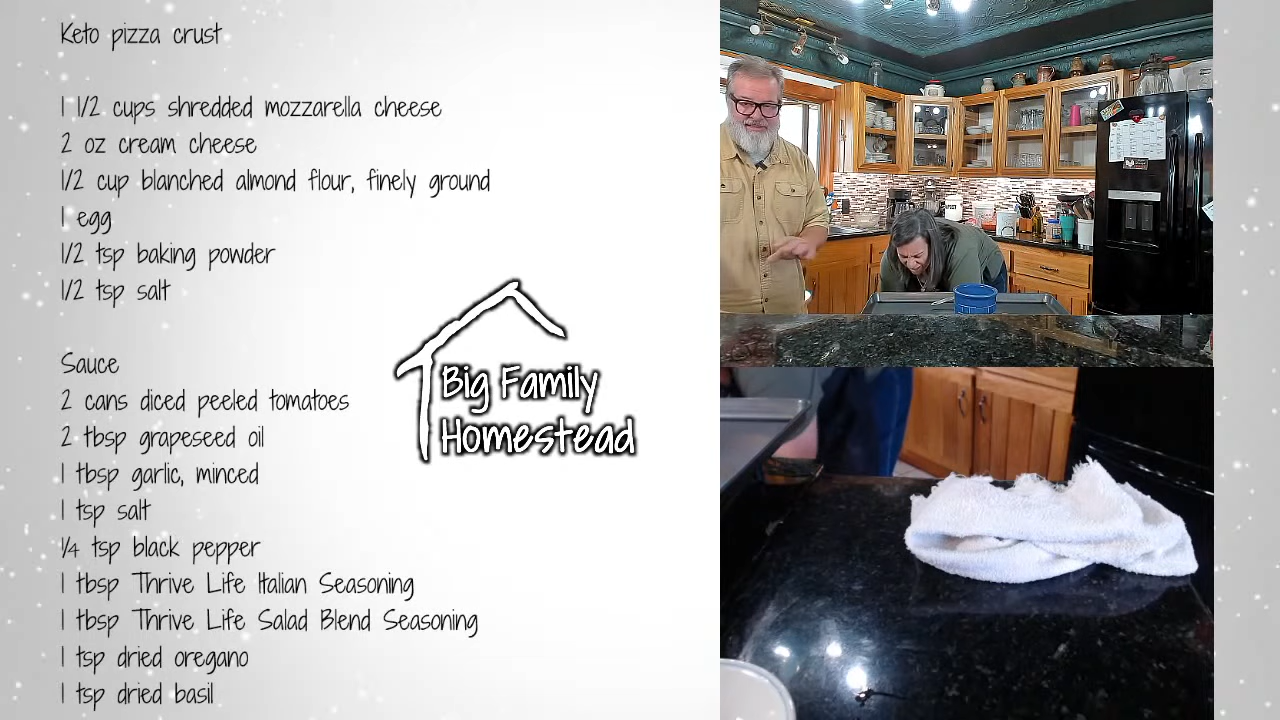 Keto pizza crust
1 1/2 cups shredded mozzarella cheese
2 oz cream cheese
1/2 cup blanched almond flour, finely ground
1 egg
1/2 tsp baking powder
1/2 tsp salt
Sauce
2 cans diced peeled tomatoes
2 tbsp grapeseed oil
1 tbsp garlic, minced
1 tsp salt
1/4 tsp black pepper
1 tbsp Thrive Life Italian Seasoning
1 tbsp Thrive Life Salad Blend Seasoning
1 tsp dried oregano
1 tsp dried basil
Big Family
Homestead